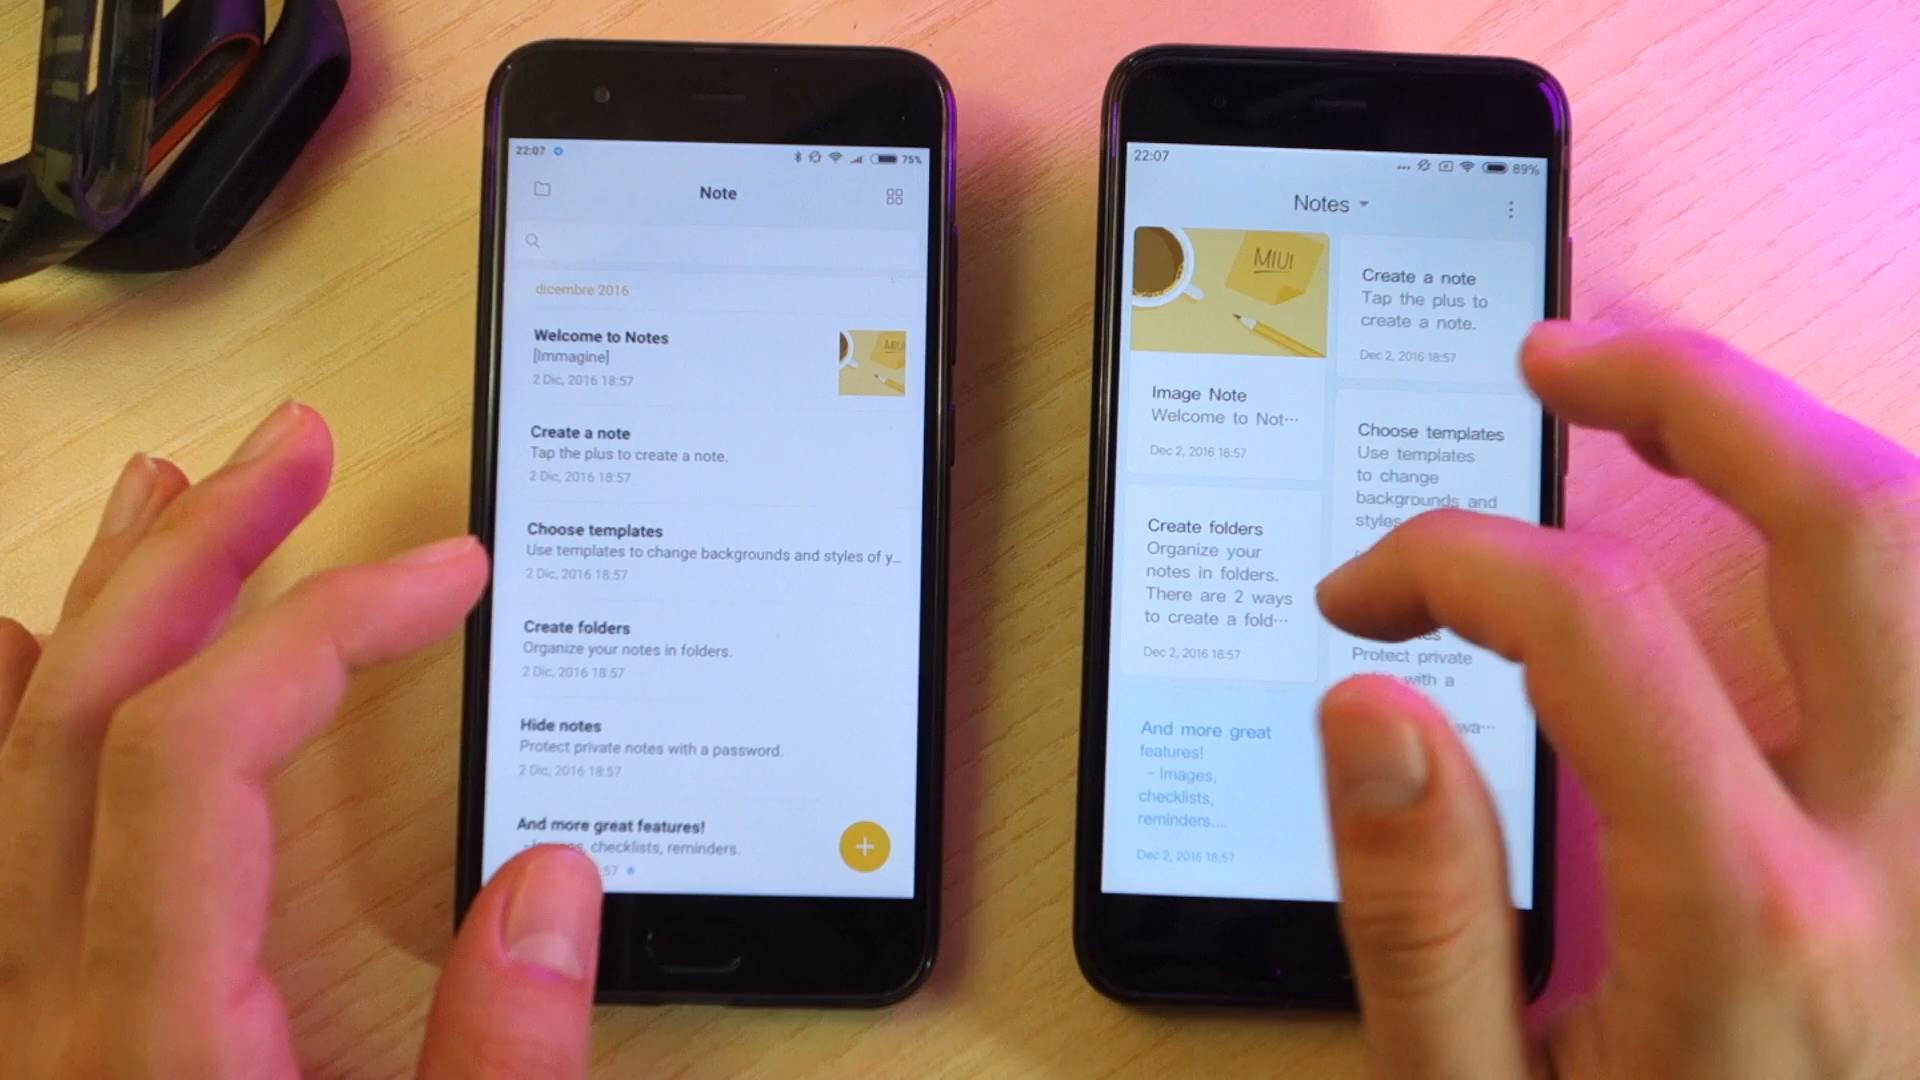 22:07
75%
Note
dicembre 2016
Welcome to Notes
[Immagine]
2 Dic, 2016 18:57
MIUI
Create a note
Tap the plus to create a note.
2 Dic, 2016 18:57
Choose templates
Use templates to change backgrounds and styles of y...
2 Dic, 2016 18:57
Create folders
Organize your notes in folders.
2 Dic, 2016 18:57
Hide notes
Protect private notes with a password.
2 Dic, 2016 18:57
And more great features!
checklists, reminders.
:57
22:07
89%
Notes
MIUI
Image Note
Welcome to Not···
Dec 2, 2016 18:57
Create a note
Tap the plus to
create a note.
Dec 2, 2016 18:57
Choose templates
Use templates
to change
backgrounds and
styles
Create folders
Organize your
notes in folders.
There are 2 ways
to create a fold···
Dec 2, 2016 18:57
Protect private
with a
wa···
And more great
features!
- Images,
checklists,
reminders....
Dec 2, 2016 18:57